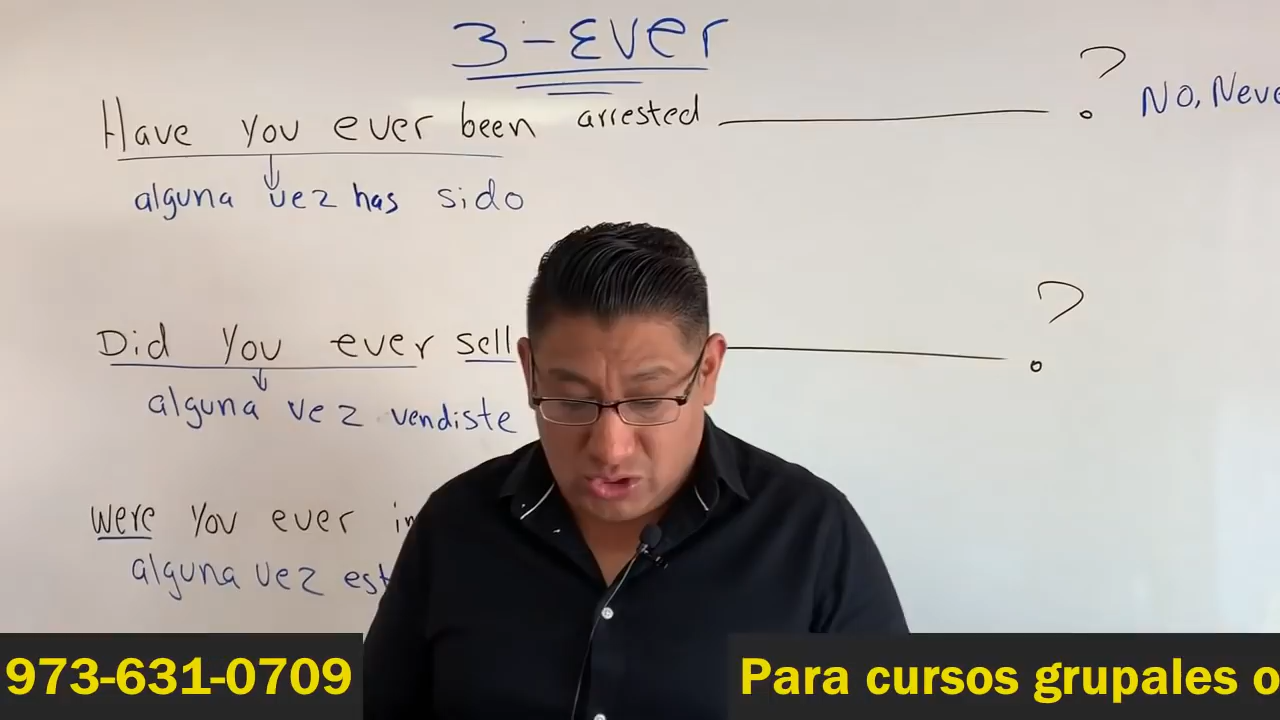 3-Ever
Have you ever been arrested ? No, Neve
alguna vez has sido
Did you ever sell ?
alguna vez vendiste
were you ever in
alguna vez est
973-631-0709 Para cursos grupales o